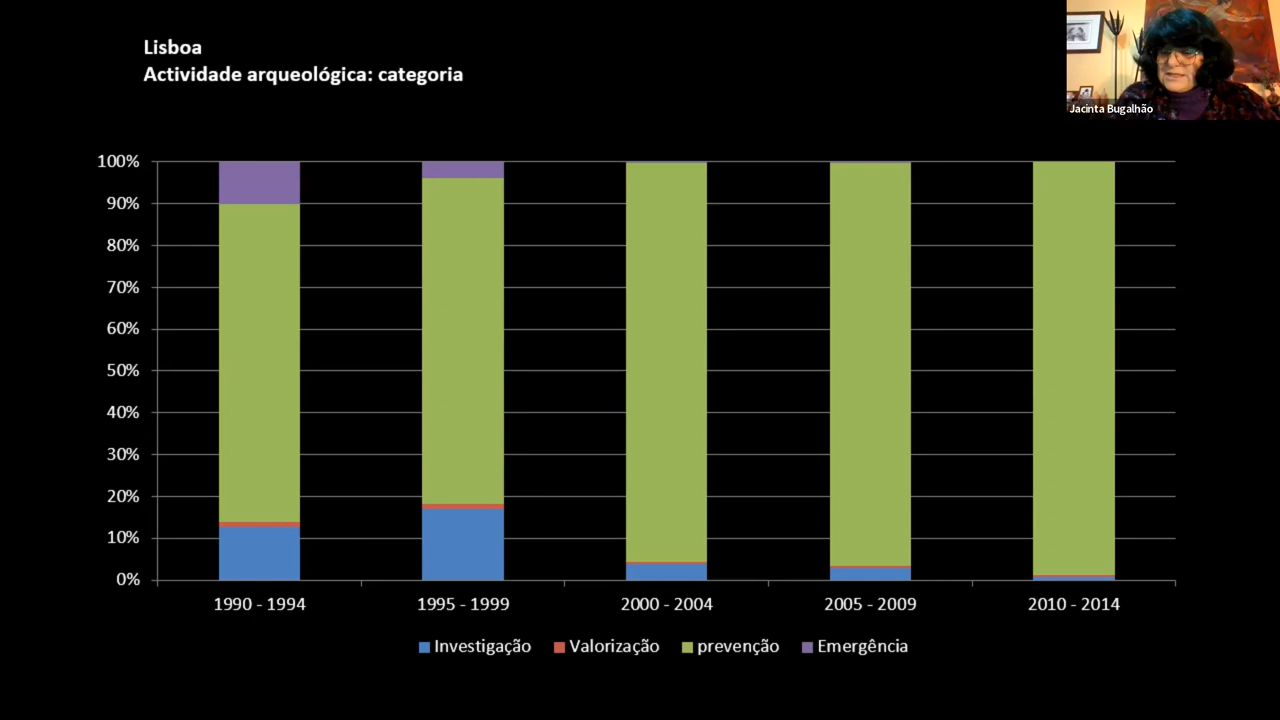 Lisboa
Actividade arqueológica: categoria
Jacinta Bugalhão
100%
90%
80%
70%
60%
50%
40%
30%
20%
10%
0%
1990 - 1994 1995 - 1999 2000 - 2004 2005 - 2009 2010 - 2014
Investigação Valorização prevenção Emergência